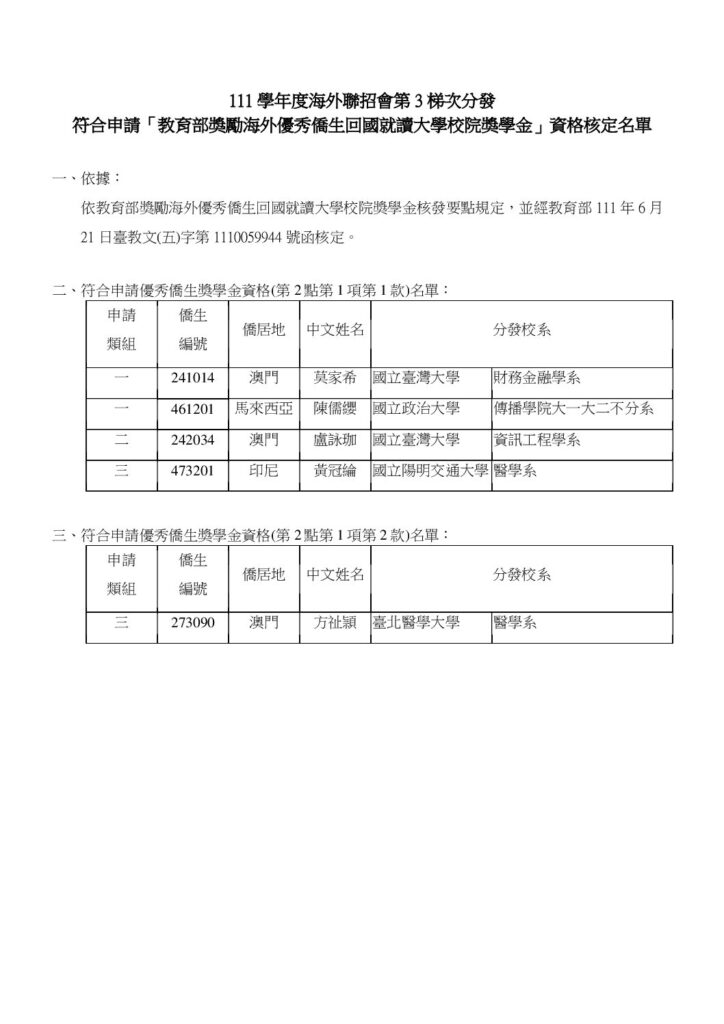 111 學年度海外聯招會第 3 梯次分發
符合申請「教育部獎勵海外優秀僑生回國就讀大學校院獎學金」資格核定名單
一、依據：
依教育部獎勵海外優秀僑生回國就讀大學校院獎學金核發要點規定，並經教育部 111 年 6 月
21 日臺教文(五)字第 1110059944 號函核定。
二、符合申請優秀僑生獎學金資格(第 2 點第 1 項第 1 款)名單：
申請類組 僑生編號 僑居地 中文姓名 分發校系
一 241014 澳門 莫家希 國立臺灣大學 財務金融學系
一 461201 馬來西亞 陳儒纓 國立政治大學 傳播學院大一大二不分系
二 242034 澳門 盧詠珈 國立臺灣大學 資訊工程學系
三 473201 印尼 黃冠綸 國立陽明交通大學 醫學系
三、符合申請優秀僑生獎學金資格(第 2 點第 1 項第 2 款)名單：
申請類組 僑生編號 僑居地 中文姓名 分發校系
三 273090 澳門 方祉頴 臺北醫學大學 醫學系